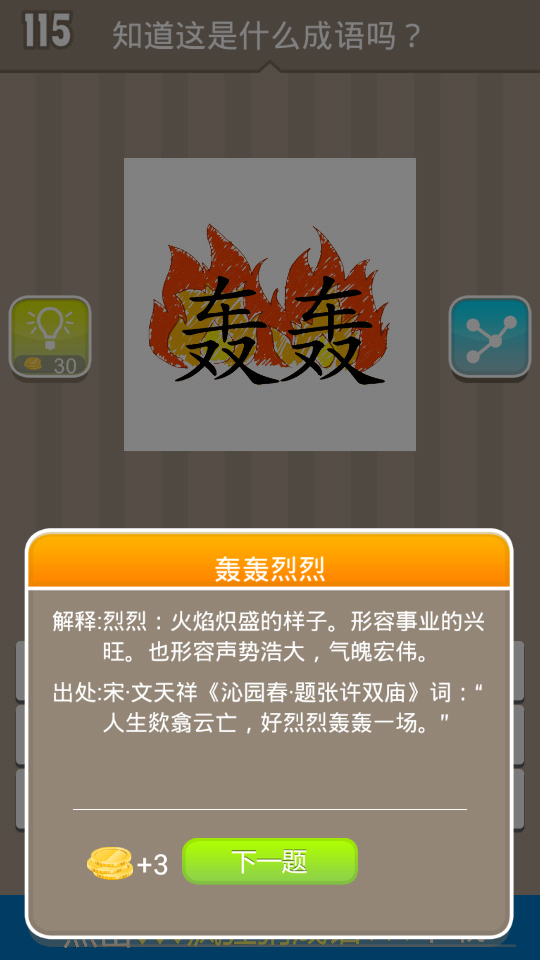 115
知道这是什么成语吗？
轰轰
30
轰轰烈烈
解释:烈烈：火焰炽盛的样子。形容事业的兴
旺。也形容声势浩大，气魄宏伟。
出处:宋·文天祥《沁园春·题张许双庙》词：“
人生欻翕云亡，好烈烈轰轰一场。”
+3
下一题